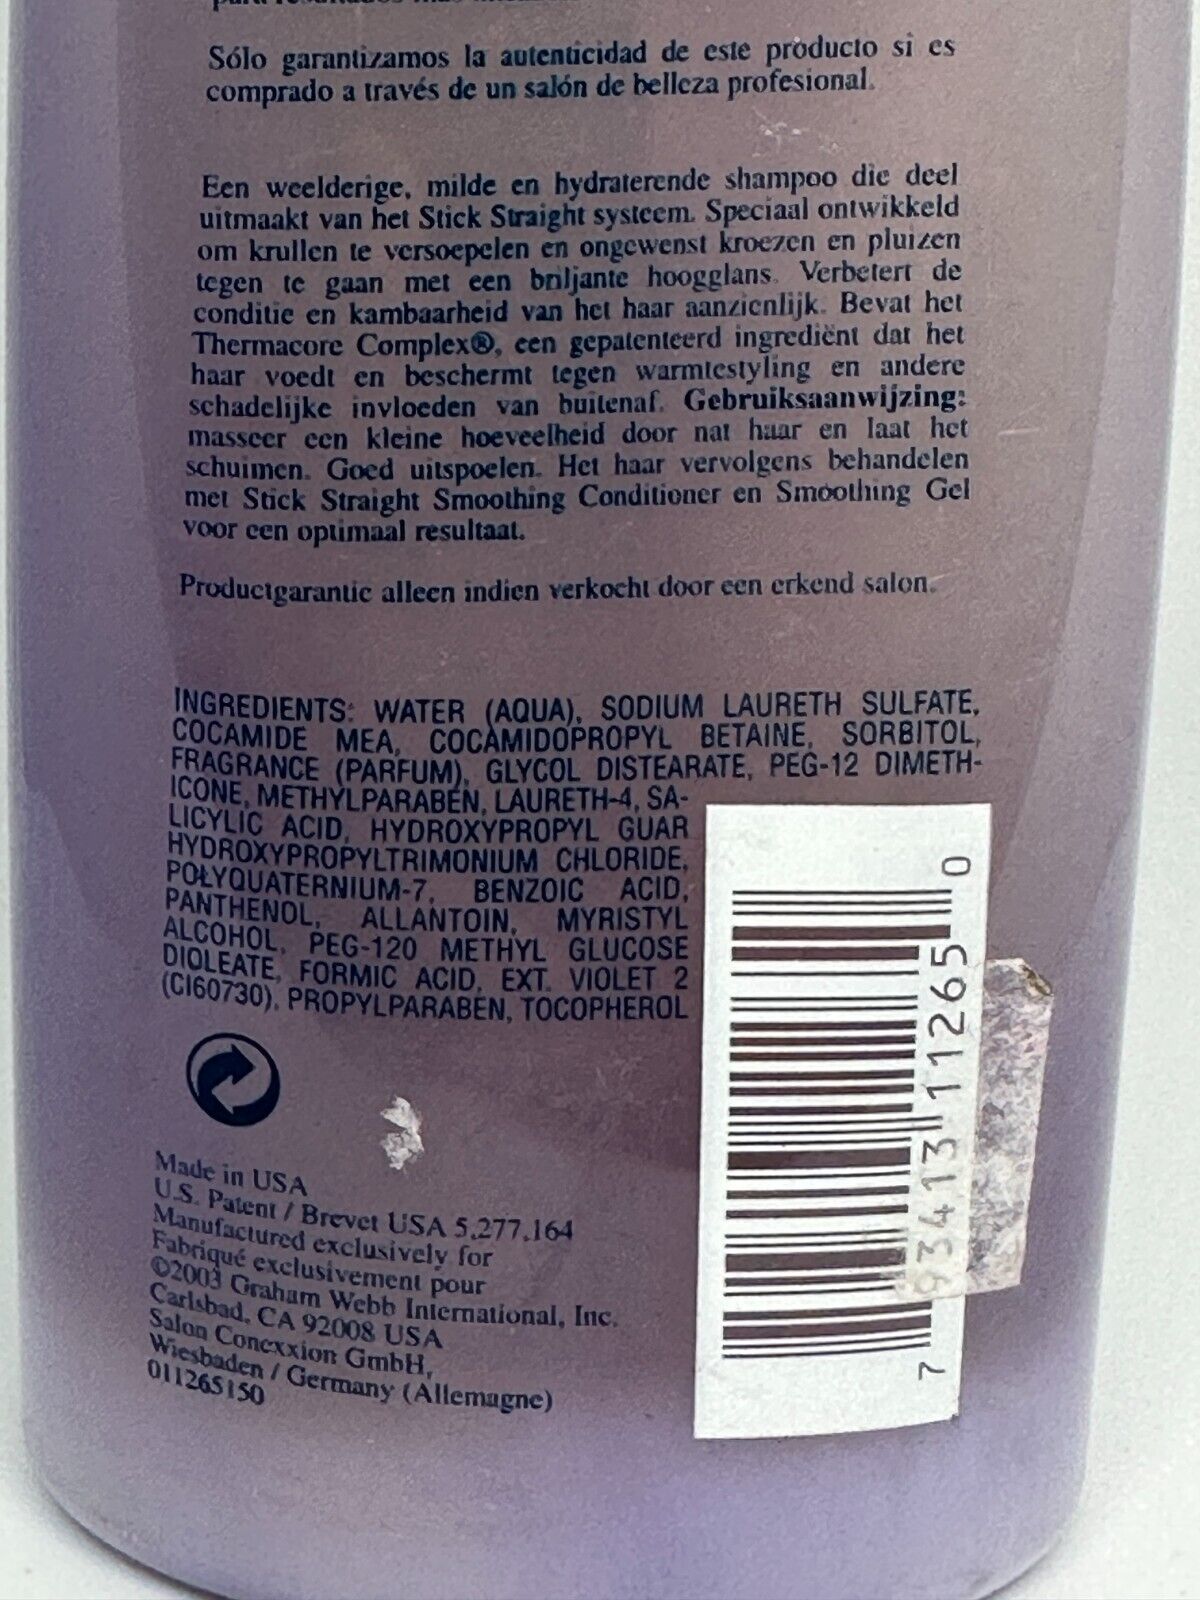 Sólo garantizamos la autenticidad de este producto si es
comprado a través de un salón de belleza profesional.
Een weelderige, milde en hydraterende shampoo die deel
uitmaakt van het Stick Straight systeem. Speciaal ontwikkeld
om krullen te versoepelen en ongewenst kroezen en pluizen
tegen te gaan met een briljante hoogglans. Verbetert de
conditie en kambaarheid van het haar aanzienlijk. Bevat het
Thermacore Complex®, een gepatenteerd ingrediënt dat het
haar voedt en beschermt tegen warmtestyling en andere
schadelijke invloeden van buitenaf. Gebruiksaanwijzing:
masseer een kleine hoeveelheid door nat haar en laat het
schuimen. Goed uitspoelen. Het haar vervolgens behandelen
met Stick Straight Smoothing Conditioner en Smoothing Gel
voor een optimaal resultaat.
Productgarantie alleen indien verkocht door een erkend salon.
INGREDIENTS: WATER (AQUA), SODIUM LAURETH SULFATE,
COCAMIDE MEA, COCAMIDOPROPYL BETAINE, SORBITOL,
FRAGRANCE (PARFUM), GLYCOL DISTEARATE, PEG-12 DIMETH-
ICONE, METHYLPARABEN, LAURETH-4, SA-
LICYLIC ACID, HYDROXYPROPYL GUAR
HYDROXYPROPYLTRIMONIUM CHLORIDE,
POLYQUATERNIUM-7, BENZOIC ACID,
PANTHENOL, ALLANTOIN, MYRISTYL
ALCOHOL, PEG-120 METHYL GLUCOSE
DIOLEATE, FORMIC ACID, EXT. VIOLET 2
(CI60730), PROPYLPARABEN, TOCOPHEROL
Made in USA
U.S. Patent / Brevet USA 5,277,164
Manufactured exclusively for
Fabriqué exclusivement pour
©2003 Graham Webb International, Inc.
Carlsbad, CA 92008 USA
Salon Conexxion GmbH,
Wiesbaden / Germany (Allemagne)
011265150
7 93413 11265 0